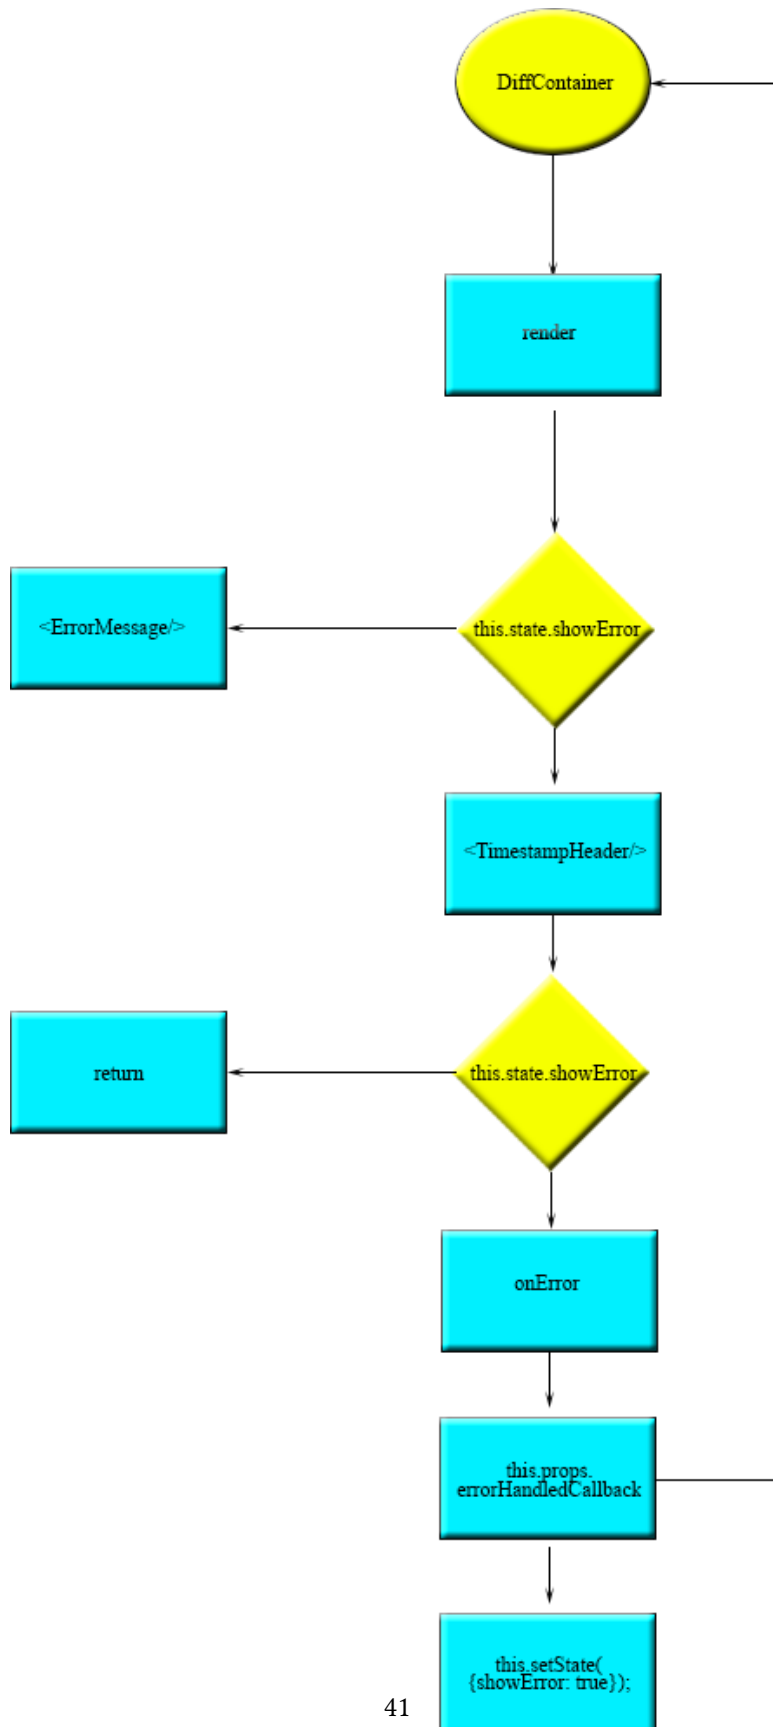 DiffContainer
render
<ErrorMessage/>
this.state.showError
<TimestampHeader/>
return
this.state.showError
onError
this.props.
errorHandledCallback
this.setState(
{showError: true});
41